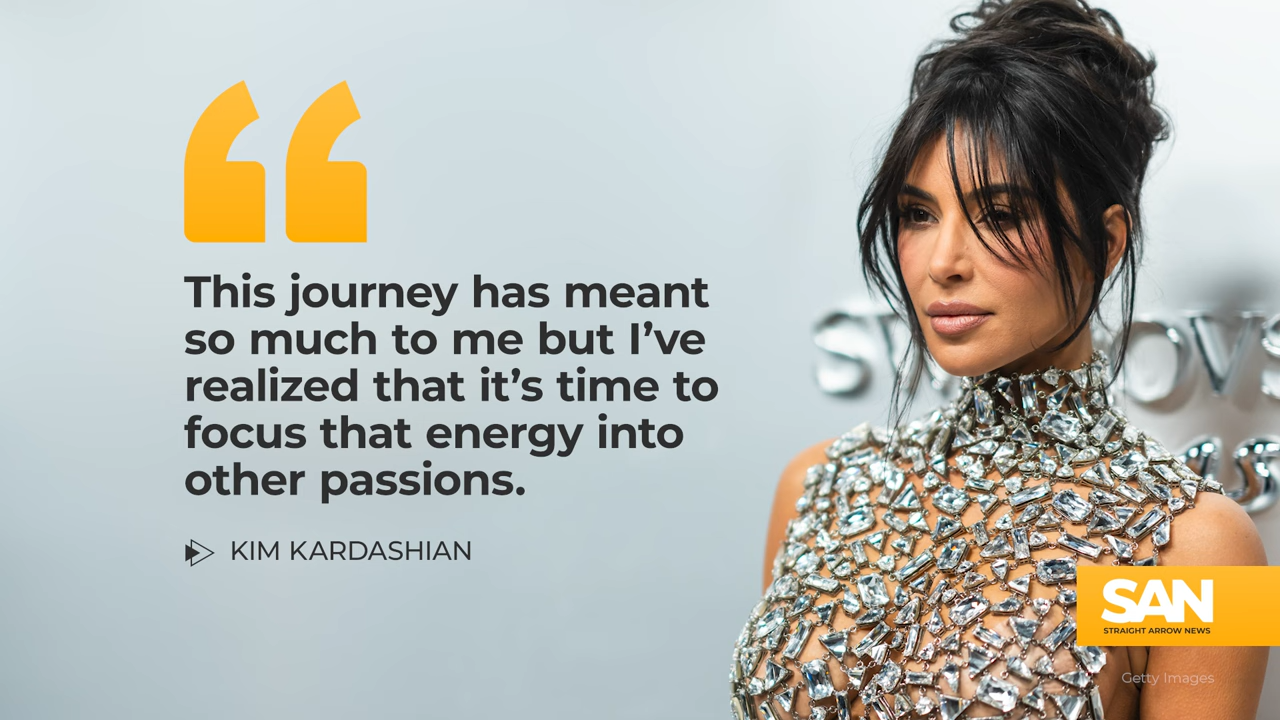 This journey has meant
so much to me but I’ve
realized that it’s time to
focus that energy into
other passions.
KIM KARDASHIAN
SAN
STRAIGHT ARROW NEWS
Getty Images